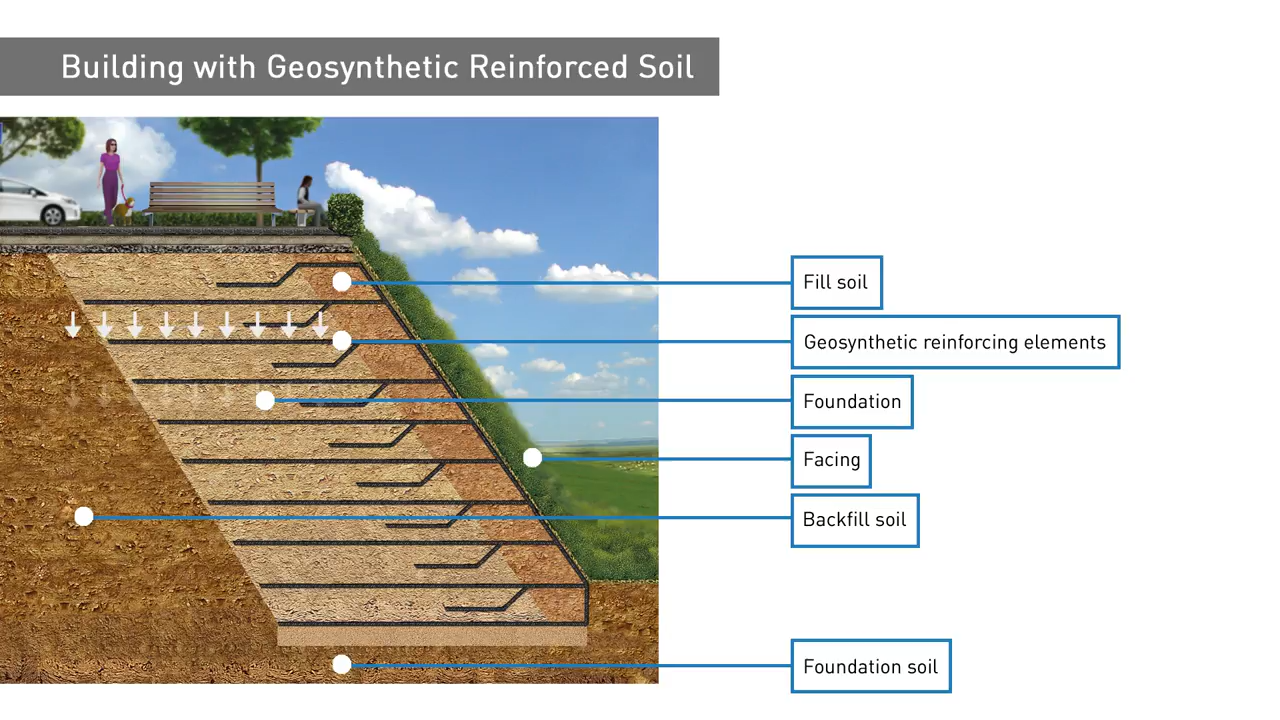 Building with Geosynthetic Reinforced Soil
Fill soil
Geosynthetic reinforcing elements
Foundation
Facing
Backfill soil
Foundation soil